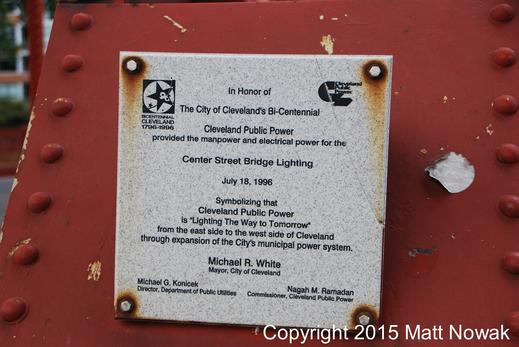 In Honor of
The City of Cleveland's Bi-Centennial
BICENTENNIAL
CLEVELAND
1796-1996
Cleveland
Public
Power
Cleveland Public Power
provided the manpower and electrical power for the
Center Street Bridge Lighting
July 18, 1996
Symbolizing that
Cleveland Public Power
is "Lighting The Way to Tomorrow"
from the east side to the west side of Cleveland
through expansion of the City's municipal power system.
Michael R. White
Mayor, City of Cleveland
Michael G. Konicek
Director, Department of Public Utilities
Nagah M. Ramadan
Commissioner, Cleveland Public Power
Copyright © 2015 Matt Nowak